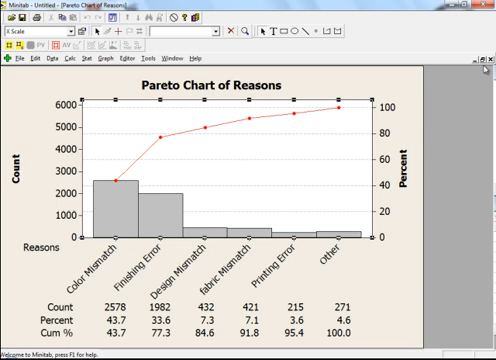 Minitab - Untitled - [Pareto Chart of Reasons]
X Scale
PV AV
File Edit Data Calc Stat Graph Editor Tools Window Help
Pareto Chart of Reasons
6000
5000
4000
3000
2000
1000
0
Count
100
80
60
40
20
0
Percent
Reasons
Color Mismatch
Finishing Error
Design Mismatch
fabric Mismatch
Printing Error
Other
Count 2578 1982 432 421 215 271
Percent 43.7 33.6 7.3 7.1 3.6 4.6
Cum % 43.7 77.3 84.6 91.8 95.4 100.0
Welcome to Minitab, press F1 for help.